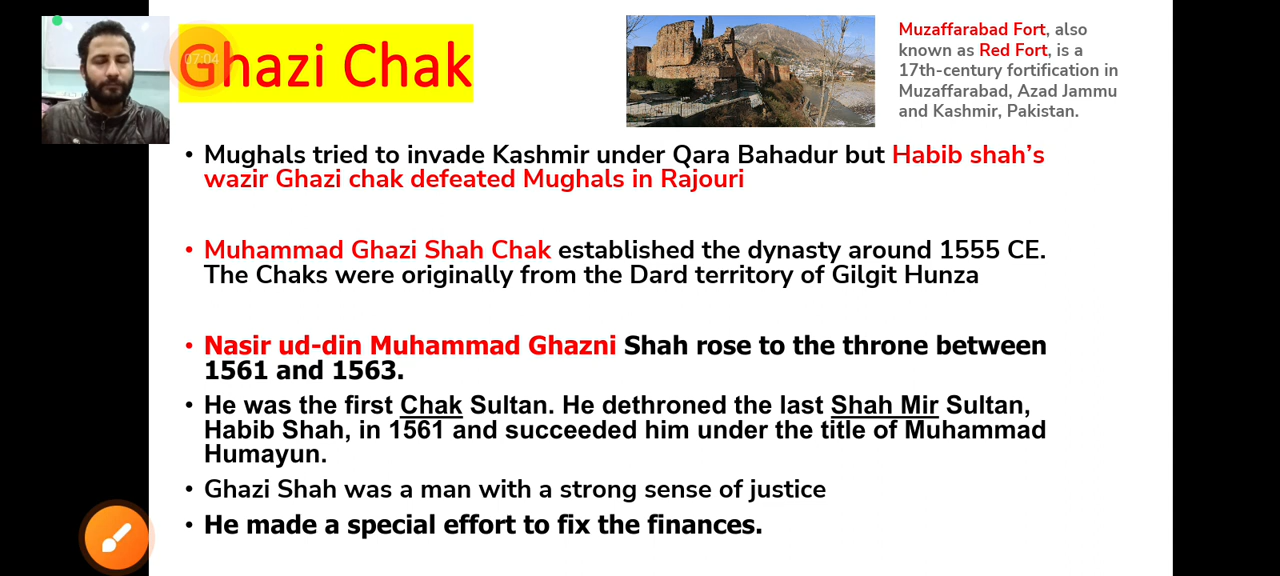 07:04
Ghazi Chak
Muzaffarabad Fort, also
known as Red Fort, is a
17th-century fortification in
Muzaffarabad, Azad Jammu
and Kashmir, Pakistan.
• Mughals tried to invade Kashmir under Qara Bahadur but Habib shah’s
wazir Ghazi chak defeated Mughals in Rajouri
• Muhammad Ghazi Shah Chak established the dynasty around 1555 CE.
The Chaks were originally from the Dard territory of Gilgit Hunza
• Nasir ud-din Muhammad Ghazni Shah rose to the throne between
1561 and 1563.
• He was the first Chak Sultan. He dethroned the last Shah Mir Sultan,
Habib Shah, in 1561 and succeeded him under the title of Muhammad
Humayun.
• Ghazi Shah was a man with a strong sense of justice
• He made a special effort to fix the finances.